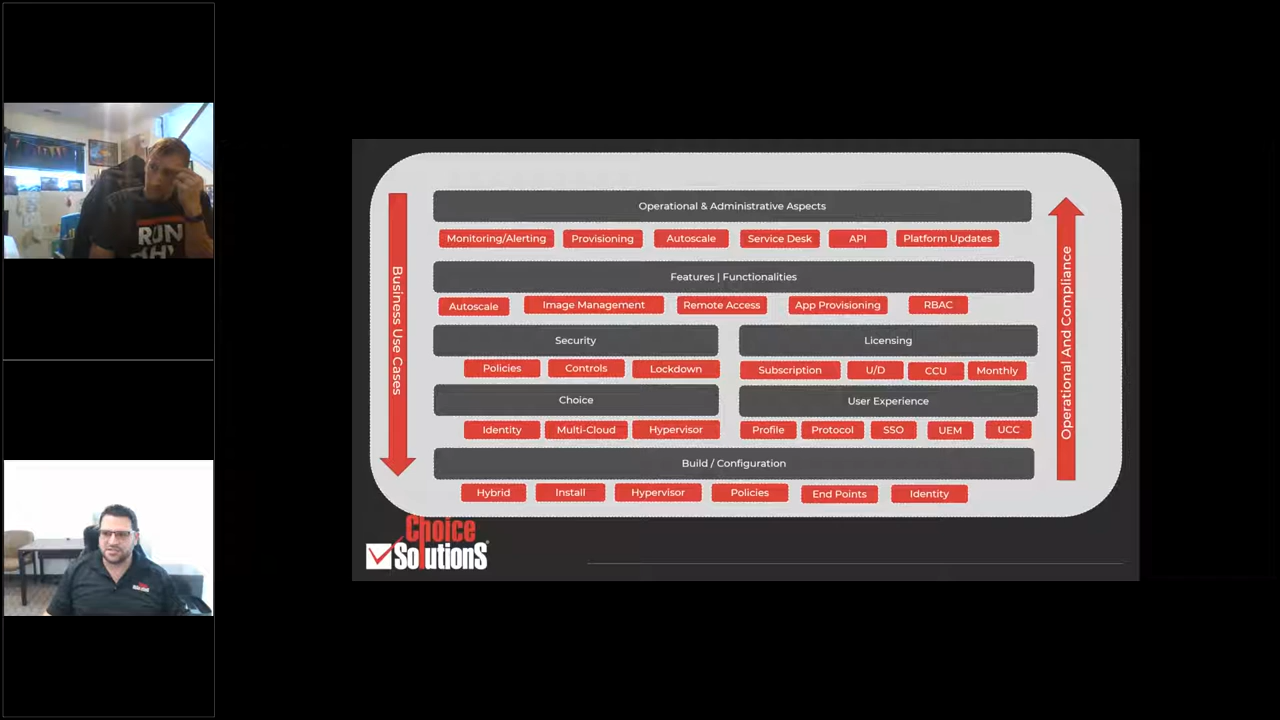 RUN
Operational & Administrative Aspects
Monitoring/Alerting Provisioning Autoscale Service Desk API Platform Updates
Features | Functionalities
Autoscale Image Management Remote Access App Provisioning RBAC
Security Licensing
Policies Controls Lockdown Subscription U/D CCU Monthly
Choice User Experience
Identity Multi-Cloud Hypervisor Profile Protocol SSO UEM UCC
Build / Configuration
Hybrid Install Hypervisor Policies End Points Identity
Business Use Cases
Operational And Compliance
Choice
Solutions